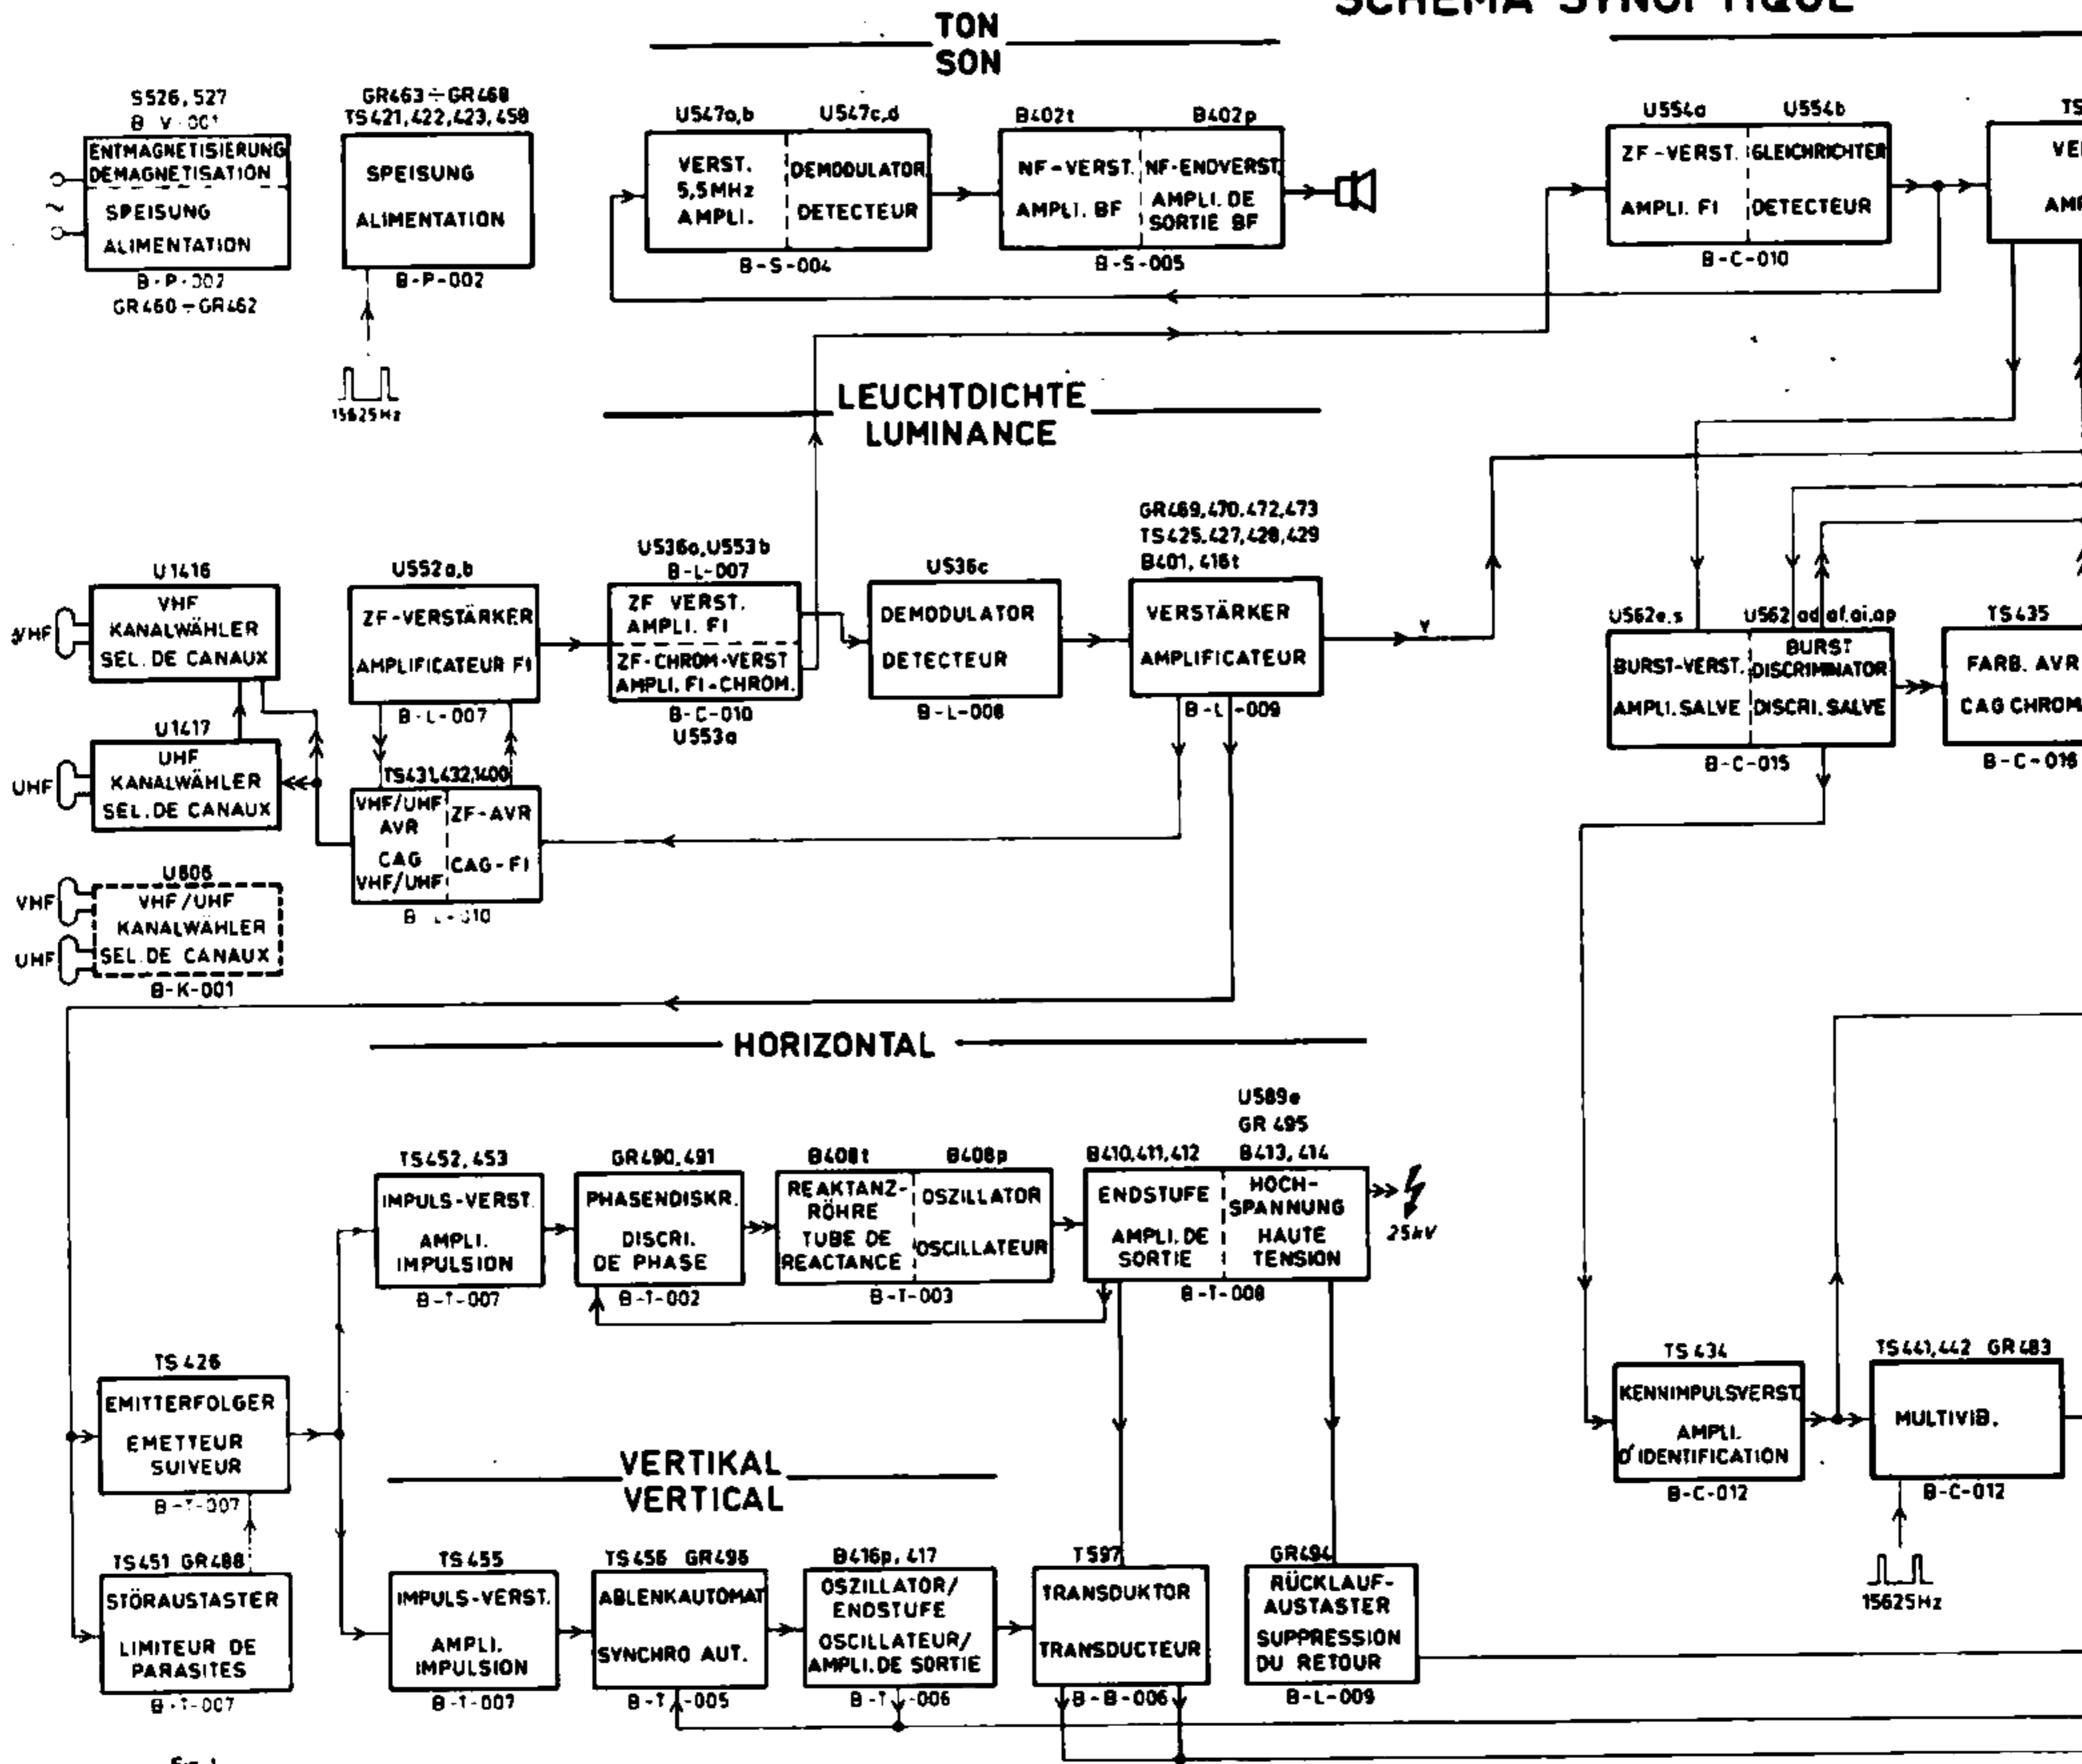 TON
SON
S526, 527
B-V-001
ENTMAGNETISIERUNG
DEMAGNETISATION
SPEISUNG
ALIMENTATION
B-P-002
GR460÷GR462
GR463÷GR468
TS421,422,423,458
SPEISUNG
ALIMENTATION
B-P-002
15625Hz
U547a,b
U547c,d
VERST.
5,5MHz
AMPLI.
DEMODULATOR
DETECTEUR
B-S-004
B402t
B402p
NF-VERST.
AMPLI. BF
NF-ENDVERST.
AMPLI. DE
SORTIE BF
B-S-005
U554a
U554b
ZF-VERST.
AMPLI. FI
GLEICHRICHTER
DETECTEUR
B-C-010
LEUCHTDICHTE
LUMINANCE
VHF
U1416
VHF
KANALWÄHLER
SEL. DE CANAUX
UHF
U1417
UHF
KANALWÄHLER
SEL. DE CANAUX
VHF
UHF
U606
VHF/UHF
KANALWÄHLER
SEL. DE CANAUX
B-K-001
U552a,b
ZF-VERSTÄRKER
AMPLIFICATEUR FI
B-L-007
TS431,432,1400
VHF/UHF
AVR
CAG
VHF/UHF
ZF-AVR
CAG-FI
B-L-010
U536a,U553b
B-L-007
ZF VERST.
AMPLI. FI
ZF-CHROM-VERST
AMPLI. FI-CHROM.
B-C-010
U553a
U536c
DEMODULATOR
DETECTEUR
B-L-008
GR469,470,472,473
TS425,427,428,429
B401, 416t
VERSTÄRKER
AMPLIFICATEUR
B-L-009
Y
U562e,s
U562 ad,af,ai,ap
BURST-VERST.
AMPLI. SALVE
BURST
DISCRIMINATOR
DISCRI. SALVE
B-C-015
TS435
FARB. AVR
CAG CHROM
B-C-016
HORIZONTAL
TS452, 453
IMPULS-VERST.
AMPLI.
IMPULSION
B-T-007
GR490, 491
PHASENDISKR.
DISCRI.
DE PHASE
B-T-002
B408t
B408p
REAKTANZ-
RÖHRE
TUBE DE
REACTANCE
OSZILLATOR
OSCILLATEUR
B-T-003
U589e
GR 495
B410,411,412
B413, 414
ENDSTUFE
AMPLI. DE
SORTIE
HOCH-
SPANNUNG
HAUTE
TENSION
B-T-008
25kV
TS426
EMITTERFOLGER
EMETTEUR
SUIVEUR
B-T-007
TS451 GR488
STÖRAUSTASTER
LIMITEUR DE
PARASITES
B-T-007
VERTIKAL
VERTICAL
TS455
IMPULS-VERST.
AMPLI.
IMPULSION
B-T-007
TS456 GR496
ABLENKAUTOMAT
SYNCHRO AUT.
B-T-005
B416p, 417
OSZILLATOR/
ENDSTUFE
OSCILLATEUR/
AMPLI. DE SORTIE
B-T-006
T597
TRANSDUKTOR
TRANSDUCTEUR
B-B-006
GR494
RÜCKLAUF-
AUSTASTER
SUPPRESSION
DU RETOUR
B-L-009
TS434
KENNIMPULSVERST.
AMPLI.
D'IDENTIFICATION
B-C-012
TS441,442 GR483
MULTIVIB.
B-C-012
15625Hz